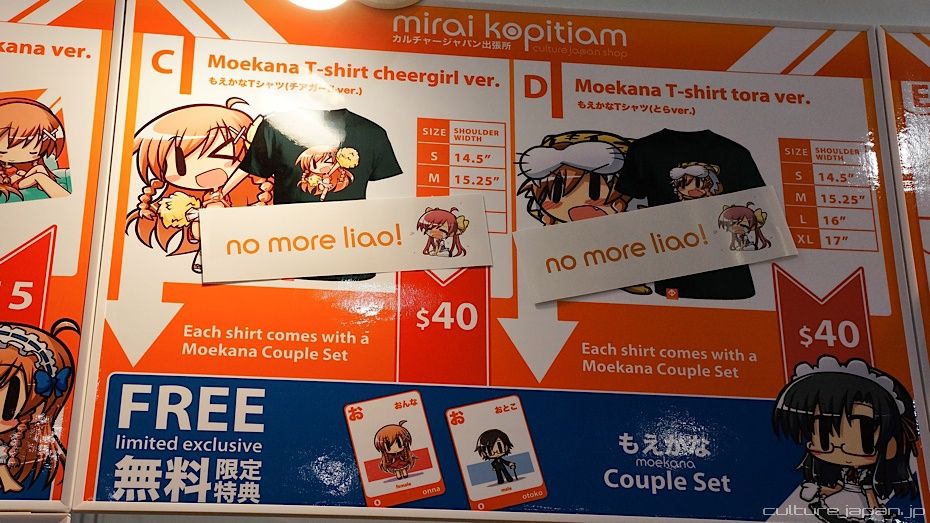 mirai kopitiam
カルチャージャパン出張所
culture japan shop
kana ver.
5
C
Moekana T-shirt cheergirl ver.
もえかなTシャツ(チアガールver.)
SIZE SHOULDER WIDTH
S 14.5"
M 15.25"
no more liao!
$40
Each shirt comes with a
Moekana Couple Set
D
Moekana T-shirt tora ver.
もえかなTシャツ(とらver.)
SIZE SHOULDER WIDTH
S 14.5"
M 15.25"
L 16"
XL 17"
no more liao!
$40
Each shirt comes with a
Moekana Couple Set
E
FREE
limited exclusive
無料 限定
特典
お おんな
female
o onna
お おとこ
male
o otoko
もえかな
moekana
Couple Set
culture.japan.jp